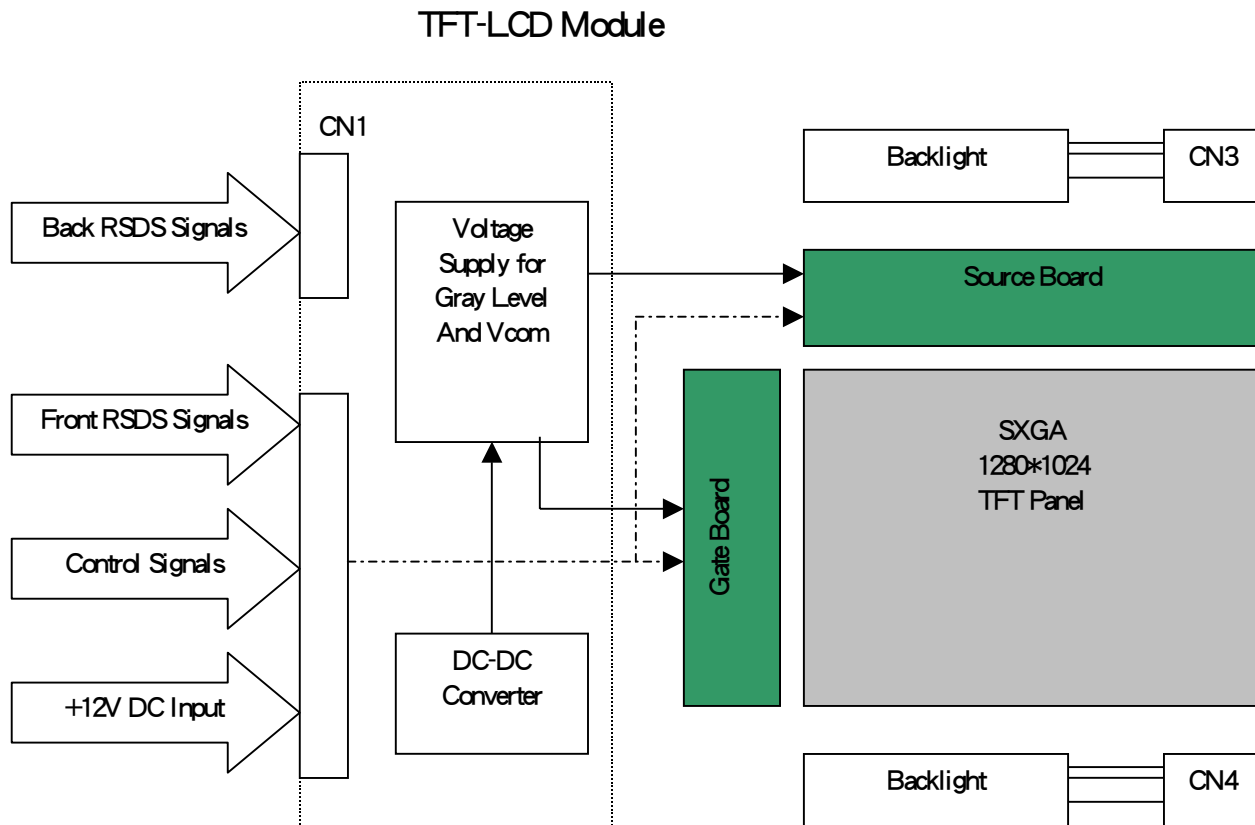 TFT-LCD Module
CN1
Back RSDS Signals
Front RSDS Signals
Control Signals
+12V DC Input
Voltage
Supply for
Gray Level
And Vcom
DC-DC
Converter
Backlight
CN3
Source Board
Gate Board
SXGA
1280*1024
TFT Panel
Backlight
CN4